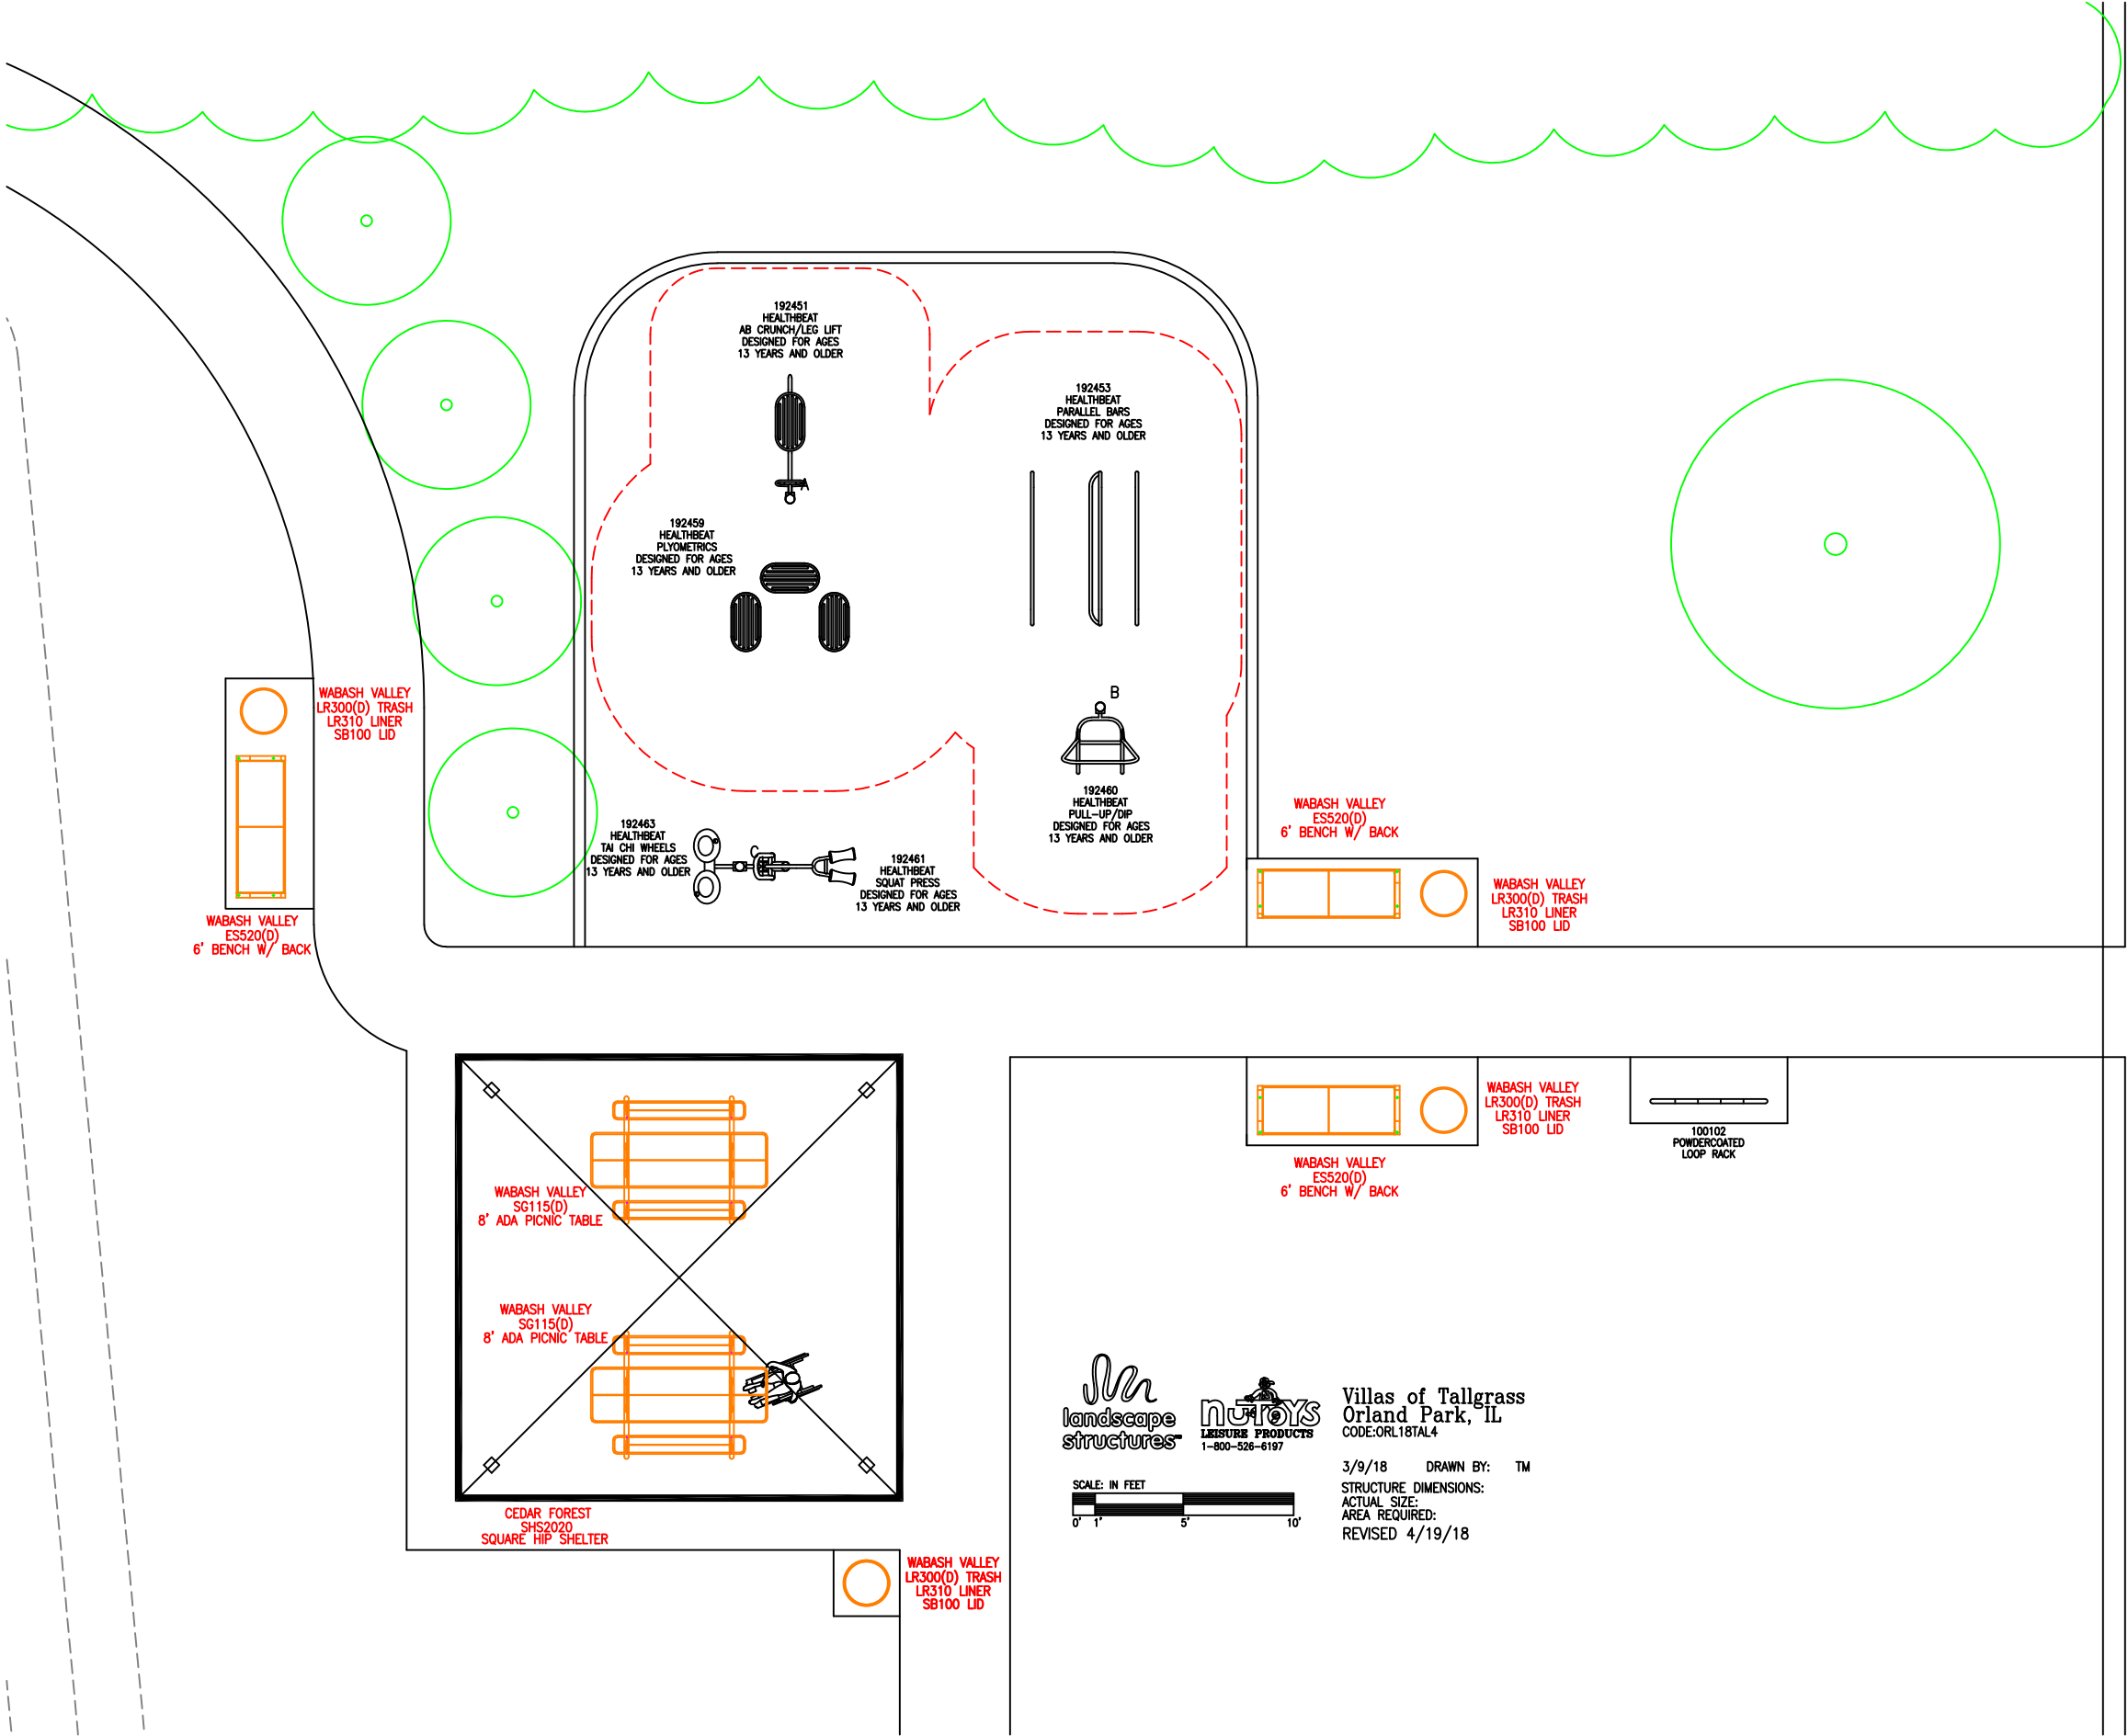 192451
HEALTHBEAT
AB CRUNCH/LEG LIFT
DESIGNED FOR AGES
13 YEARS AND OLDER
A
192453
HEALTHBEAT
PARALLEL BARS
DESIGNED FOR AGES
13 YEARS AND OLDER
192459
HEALTHBEAT
PLYOMETRICS
DESIGNED FOR AGES
13 YEARS AND OLDER
WABASH VALLEY
LR300(D) TRASH
LR310 LINER
SB100 LID
B
192460
HEALTHBEAT
PULL-UP/DIP
DESIGNED FOR AGES
13 YEARS AND OLDER
192463
HEALTHBEAT
TAI CHI WHEELS
DESIGNED FOR AGES
13 YEARS AND OLDER
C
192461
HEALTHBEAT
SQUAT PRESS
DESIGNED FOR AGES
13 YEARS AND OLDER
WABASH VALLEY
ES520(D)
6' BENCH W/ BACK
WABASH VALLEY
LR300(D) TRASH
LR310 LINER
SB100 LID
WABASH VALLEY
ES520(D)
6' BENCH W/ BACK
WABASH VALLEY
LR300(D) TRASH
LR310 LINER
SB100 LID
WABASH VALLEY
ES520(D)
6' BENCH W/ BACK
100102
POWDERCOATED
LOOP RACK
WABASH VALLEY
SG115(D)
8' ADA PICNIC TABLE
WABASH VALLEY
SG115(D)
8' ADA PICNIC TABLE
CEDAR FOREST
SHS2020
SQUARE HIP SHELTER
WABASH VALLEY
LR300(D) TRASH
LR310 LINER
SB100 LID
landscape
structures™
NUTOYS
LEISURE PRODUCTS
1-800-526-6197
SCALE: IN FEET
0' 1' 5' 10'
Villas of Tallgrass
Orland Park, IL
CODE:ORL18TAL4
3/9/18 DRAWN BY: TM
STRUCTURE DIMENSIONS:
ACTUAL SIZE:
AREA REQUIRED:
REVISED 4/19/18